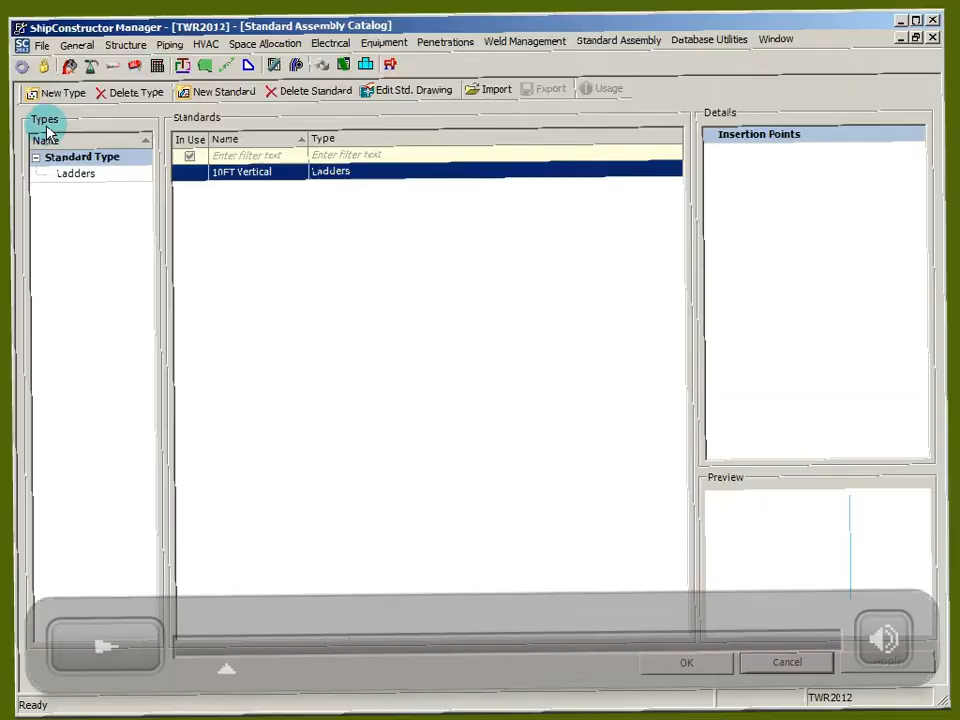 ShipConstructor Manager - [TWR2012] - [Standard Assembly Catalog]
SC 2012 File General Structure Piping HVAC Space Allocation Electrical Equipment Penetrations Weld Management Standard Assembly Database Utilities Window
New Type Delete Type New Standard Delete Standard Edit Std. Drawing Import Export Usage
Types Standards Details
Name In Use Name Type Insertion Points
Enter filter text Enter filter text
Standard Type
10FT Vertical Ladders
Ladders
Preview
OK Cancel
Ready TWR2012